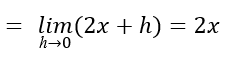 = lim(2x + h) = 2x
h→0